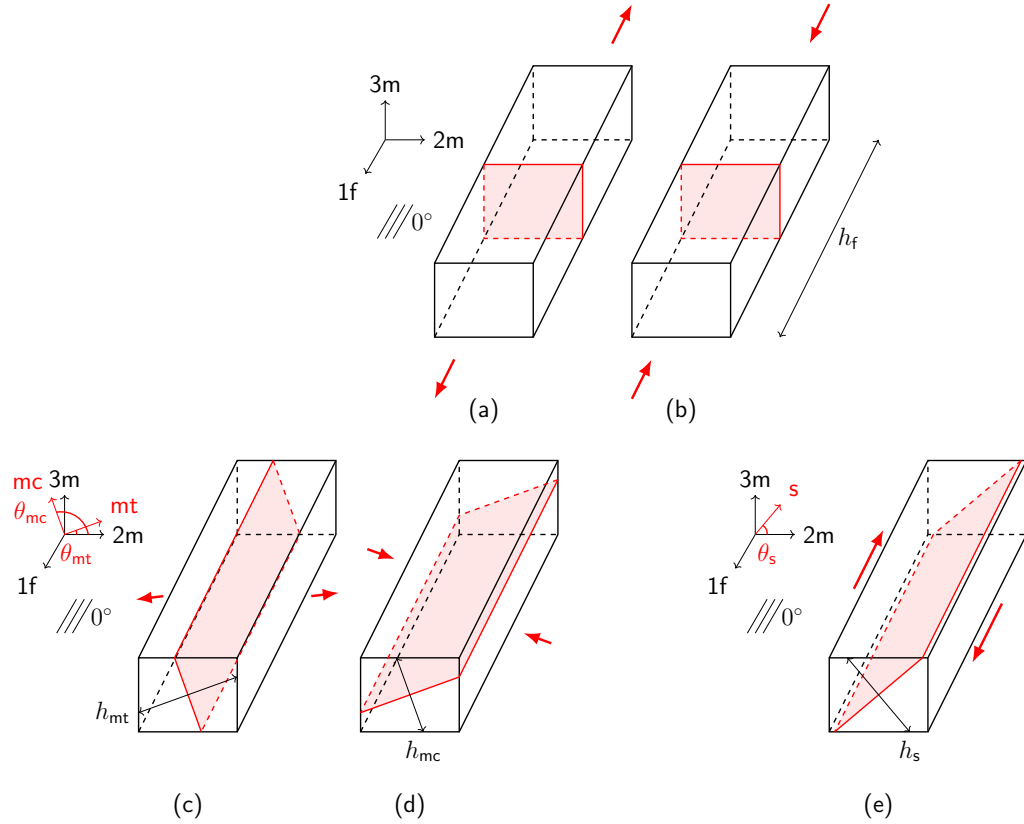 3m
2m
1f
0°
h_f
(a)
(b)
mc
3m
mt
θ_mc
2m
θ_mt
1f
0°
h_mt
h_mc
(c)
(d)
3m
s
2m
θ_s
1f
0°
h_s
(e)